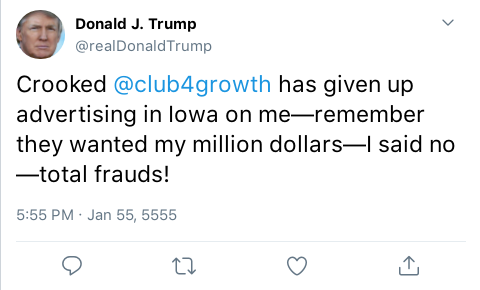 Donald J. Trump
@realDonaldTrump
Crooked @club4growth has given up
advertising in Iowa on me—remember
they wanted my million dollars—I said no
—total frauds!
5:55 PM · Jan 55, 5555